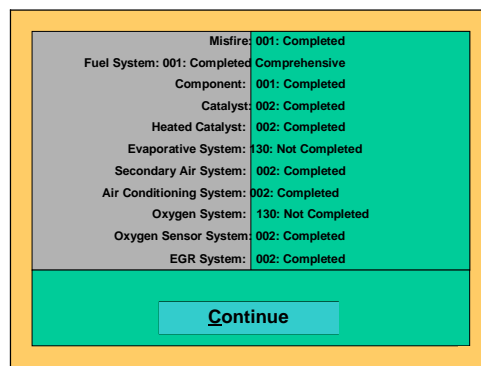 Misfire: 001: Completed
Fuel System: 001: Completed Comprehensive
Component: 001: Completed
Catalyst: 002: Completed
Heated Catalyst: 002: Completed
Evaporative System: 130: Not Completed
Secondary Air System: 002: Completed
Air Conditioning System: 002: Completed
Oxygen System: 130: Not Completed
Oxygen Sensor System: 002: Completed
EGR System: 002: Completed
Continue